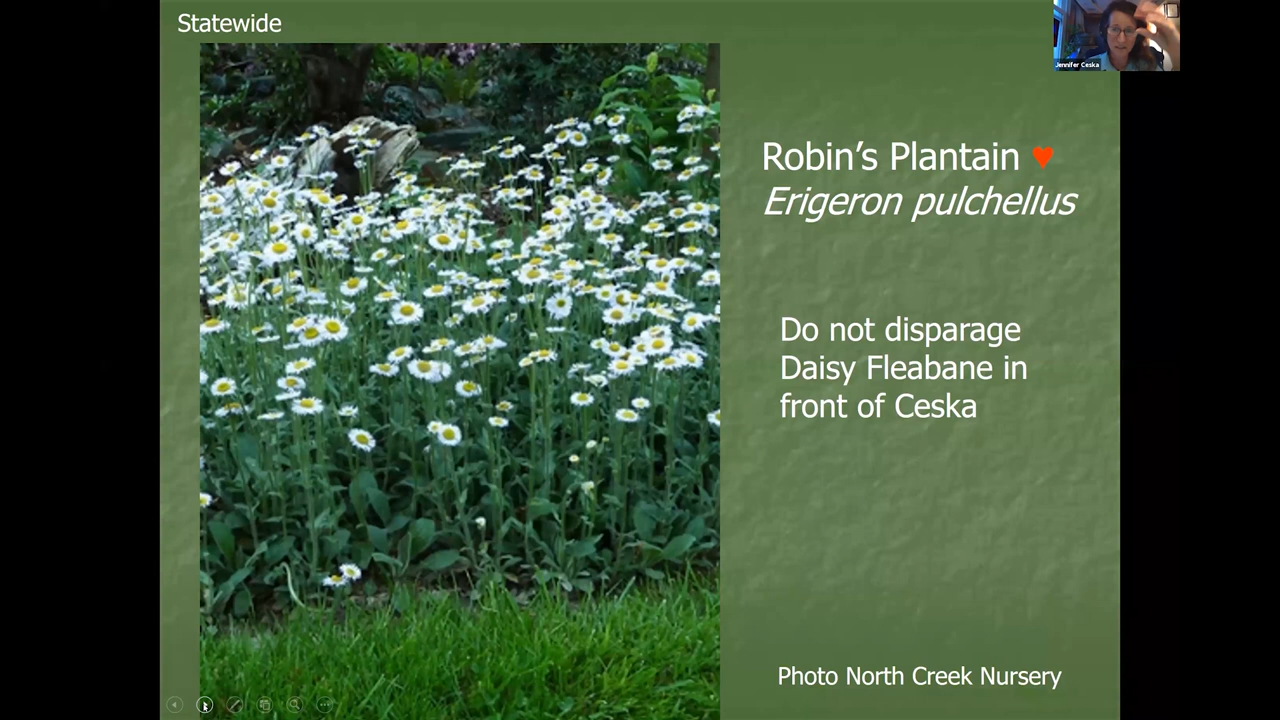 Statewide
Jennifer Ceska
Robin's Plantain ♥
Erigeron pulchellus
Do not disparage
Daisy Fleabane in
front of Ceska
Photo North Creek Nursery